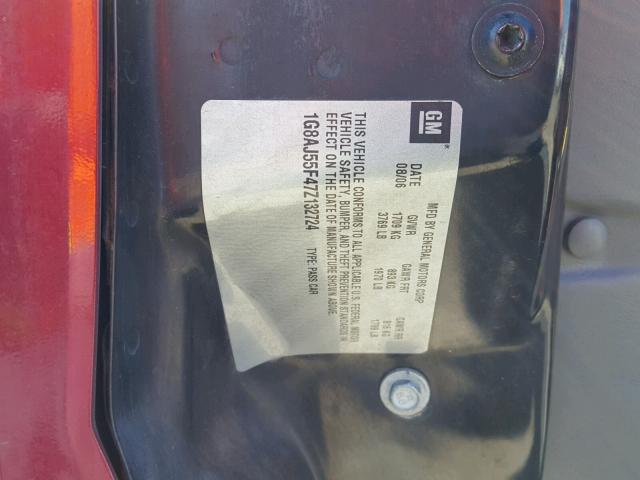 GM
MFD BY GENERAL MOTORS CORP
DATE GVWR GAWR FRT GAWR RR
08/06 1709 KG 893 KG 816 KG
3769 LB 1970 LB 1799 LB
THIS VEHICLE CONFORMS TO ALL APPLICABLE U.S. FEDERAL MOTOR
VEHICLE SAFETY, BUMPER, AND THEFT PREVENTION STANDARDS IN
EFFECT ON THE DATE OF MANUFACTURE SHOWN ABOVE.
1G8AJ55F47Z132724 TYPE: PASS CAR